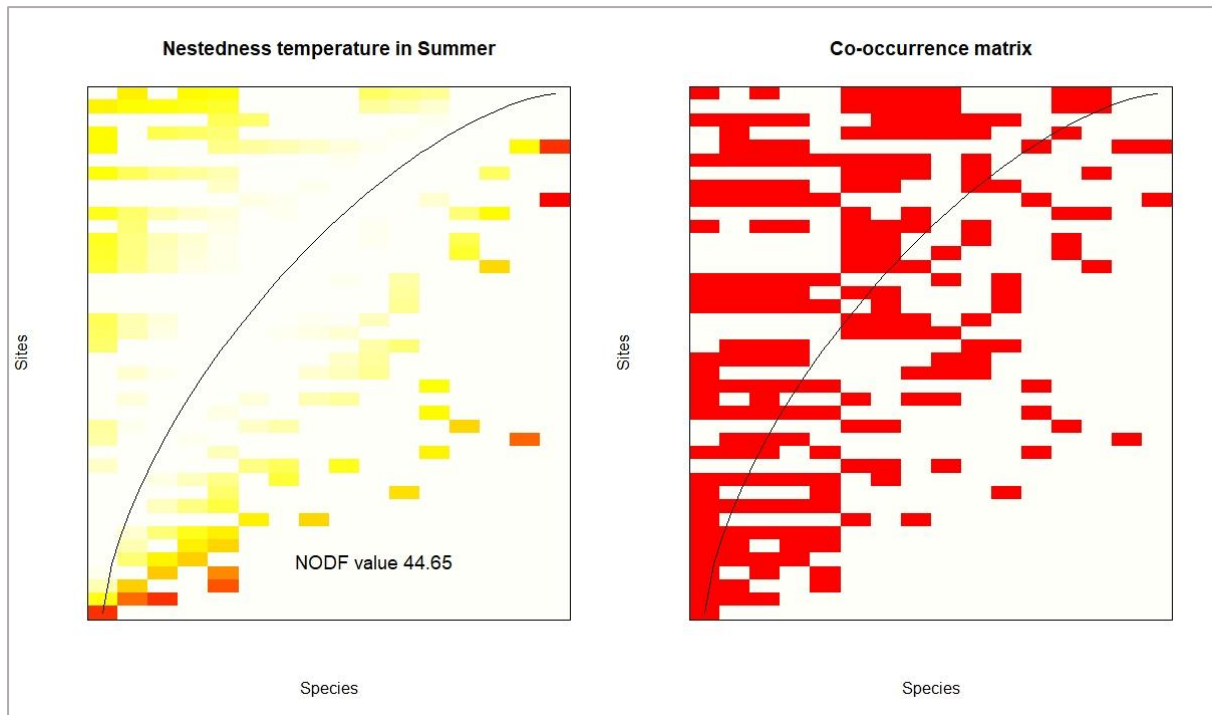 Nestedness temperature in Summer
Sites
NODF value 44.65
Species
Co-occurrence matrix
Sites
Species